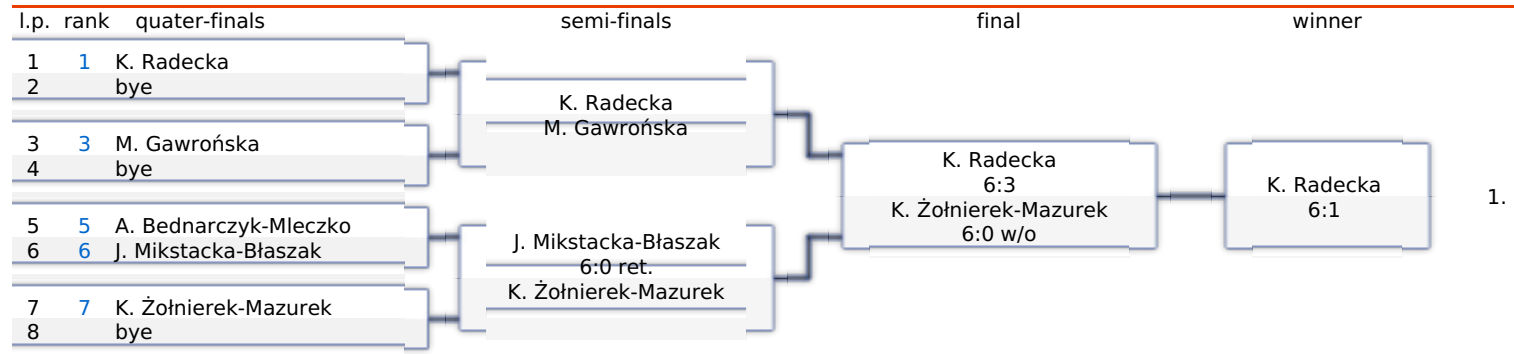 l.p. rank quater-finals semi-finals final winner
1 1 K. Radecka
2 bye
3 3 M. Gawrońska
4 bye
5 5 A. Bednarczyk-Mleczko
6 6 J. Mikstacka-Błaszak
7 7 K. Żołnierek-Mazurek
8 bye
K. Radecka
M. Gawrońska
J. Mikstacka-Błaszak
6:0 ret.
K. Żołnierek-Mazurek
K. Radecka
6:3
K. Żołnierek-Mazurek
6:0 w/o
K. Radecka
6:1
1.